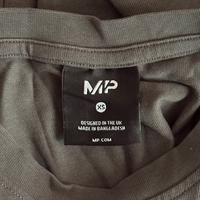 MP
XS
DESIGNED IN THE UK
MADE IN BANGLADESH
MP.COM